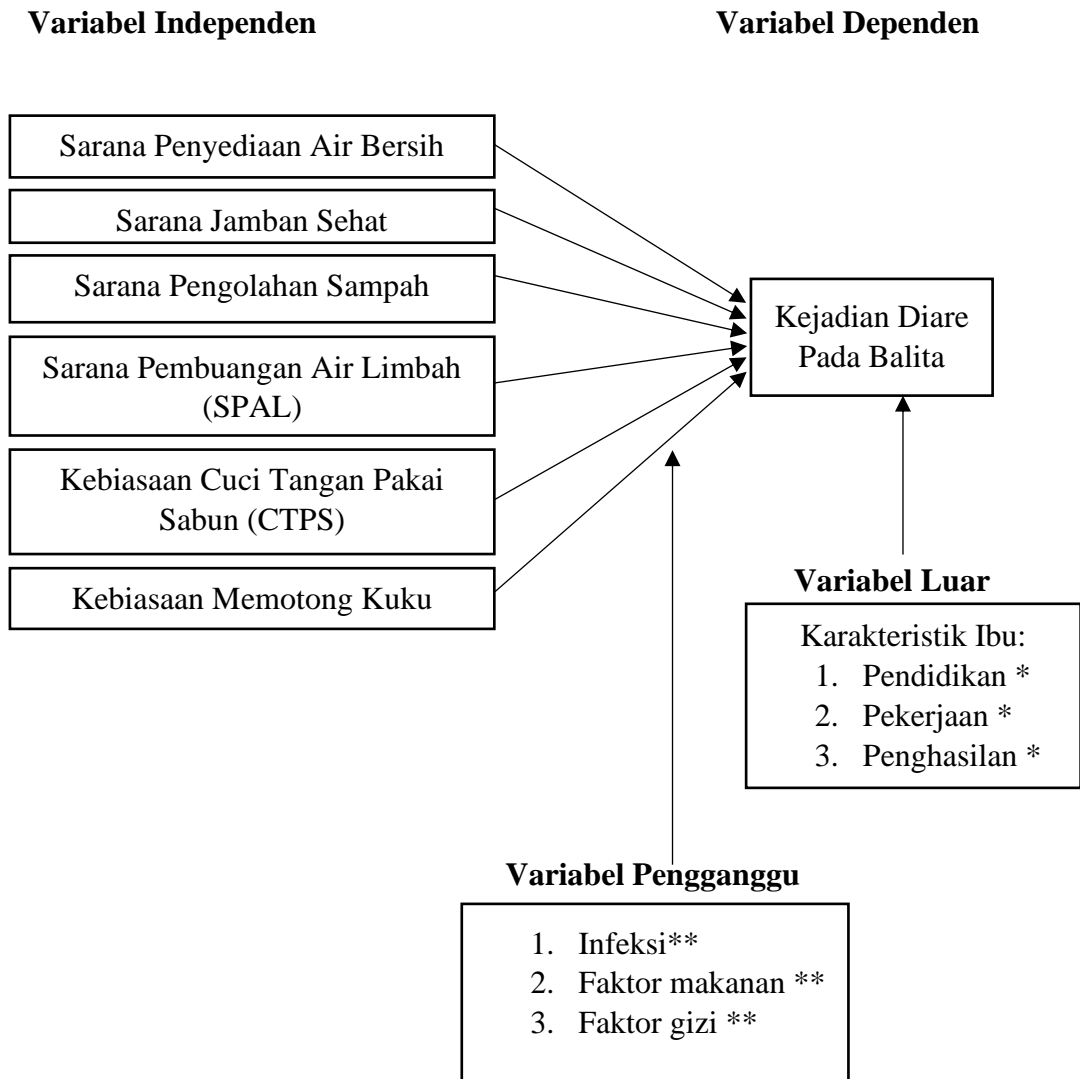 Variabel Independen
Variabel Dependen
Sarana Penyediaan Air Bersih
Sarana Jamban Sehat
Sarana Pengolahan Sampah
Sarana Pembuangan Air Limbah
(SPAL)
Kebiasaan Cuci Tangan Pakai
Sabun (CTPS)
Kebiasaan Memotong Kuku
Kejadian Diare
Pada Balita
Variabel Luar
Karakteristik Ibu:
1. Pendidikan *
2. Pekerjaan *
3. Penghasilan *
Variabel Pengganggu
1. Infeksi**
2. Faktor makanan **
3. Faktor gizi **